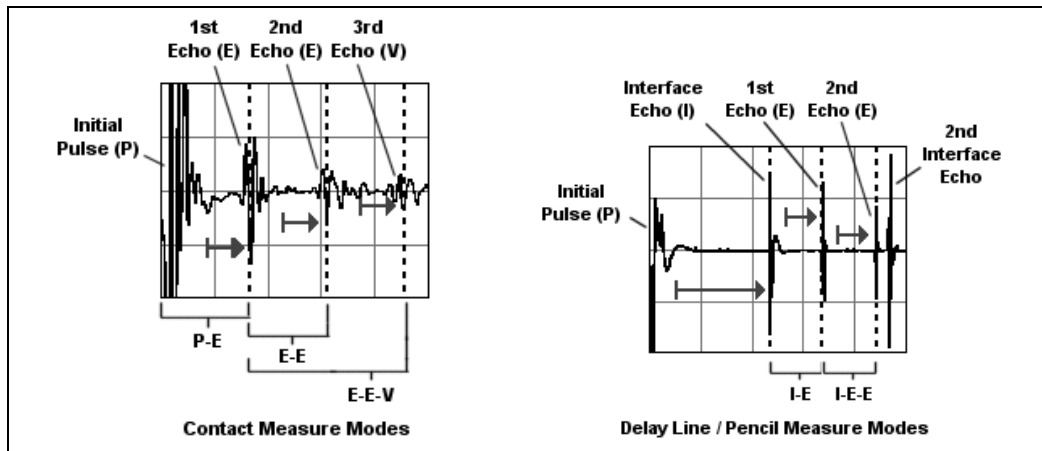 1st
Echo (E)
2nd
Echo (E)
3rd
Echo (V)
Initial
Pulse (P)
P-E
E-E
E-E-V
Contact Measure Modes
Interface
Echo (I)
1st
Echo (E)
2nd
Echo (E)
2nd
Interface
Echo
Initial
Pulse (P)
I-E
I-E-E
Delay Line / Pencil Measure Modes